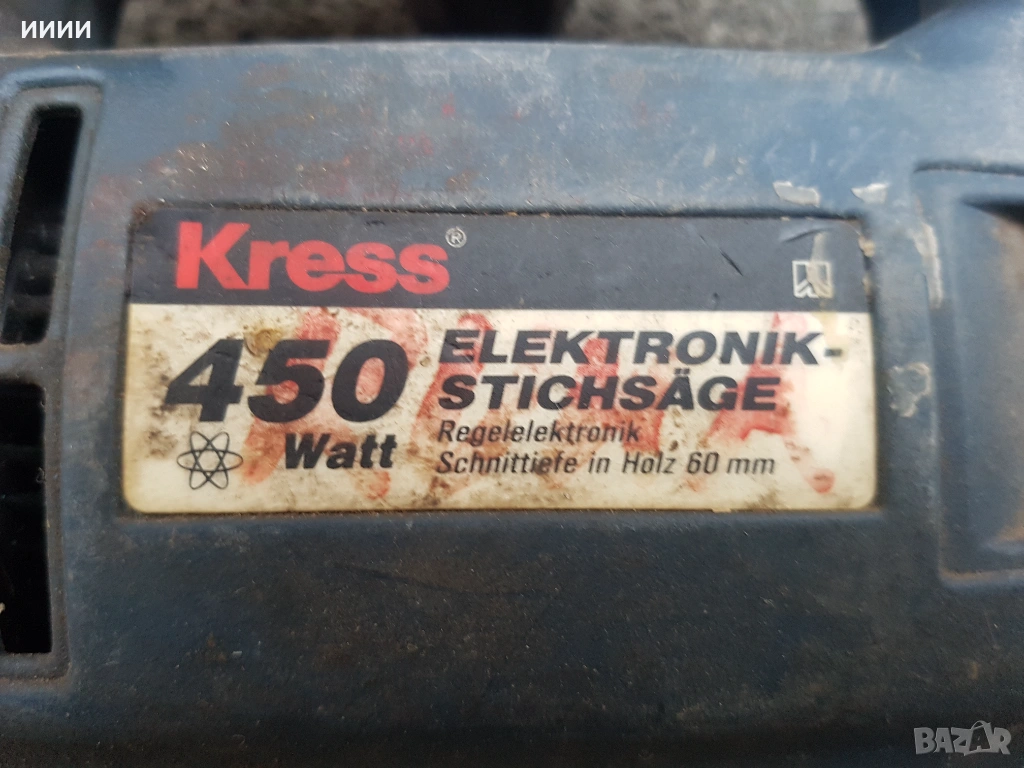 ииии
Kress®
450
Watt
ELEKTRONIK-
STICHSÄGE
Regelelektronik
Schnittiefe in Holz 60 mm
BAZAR